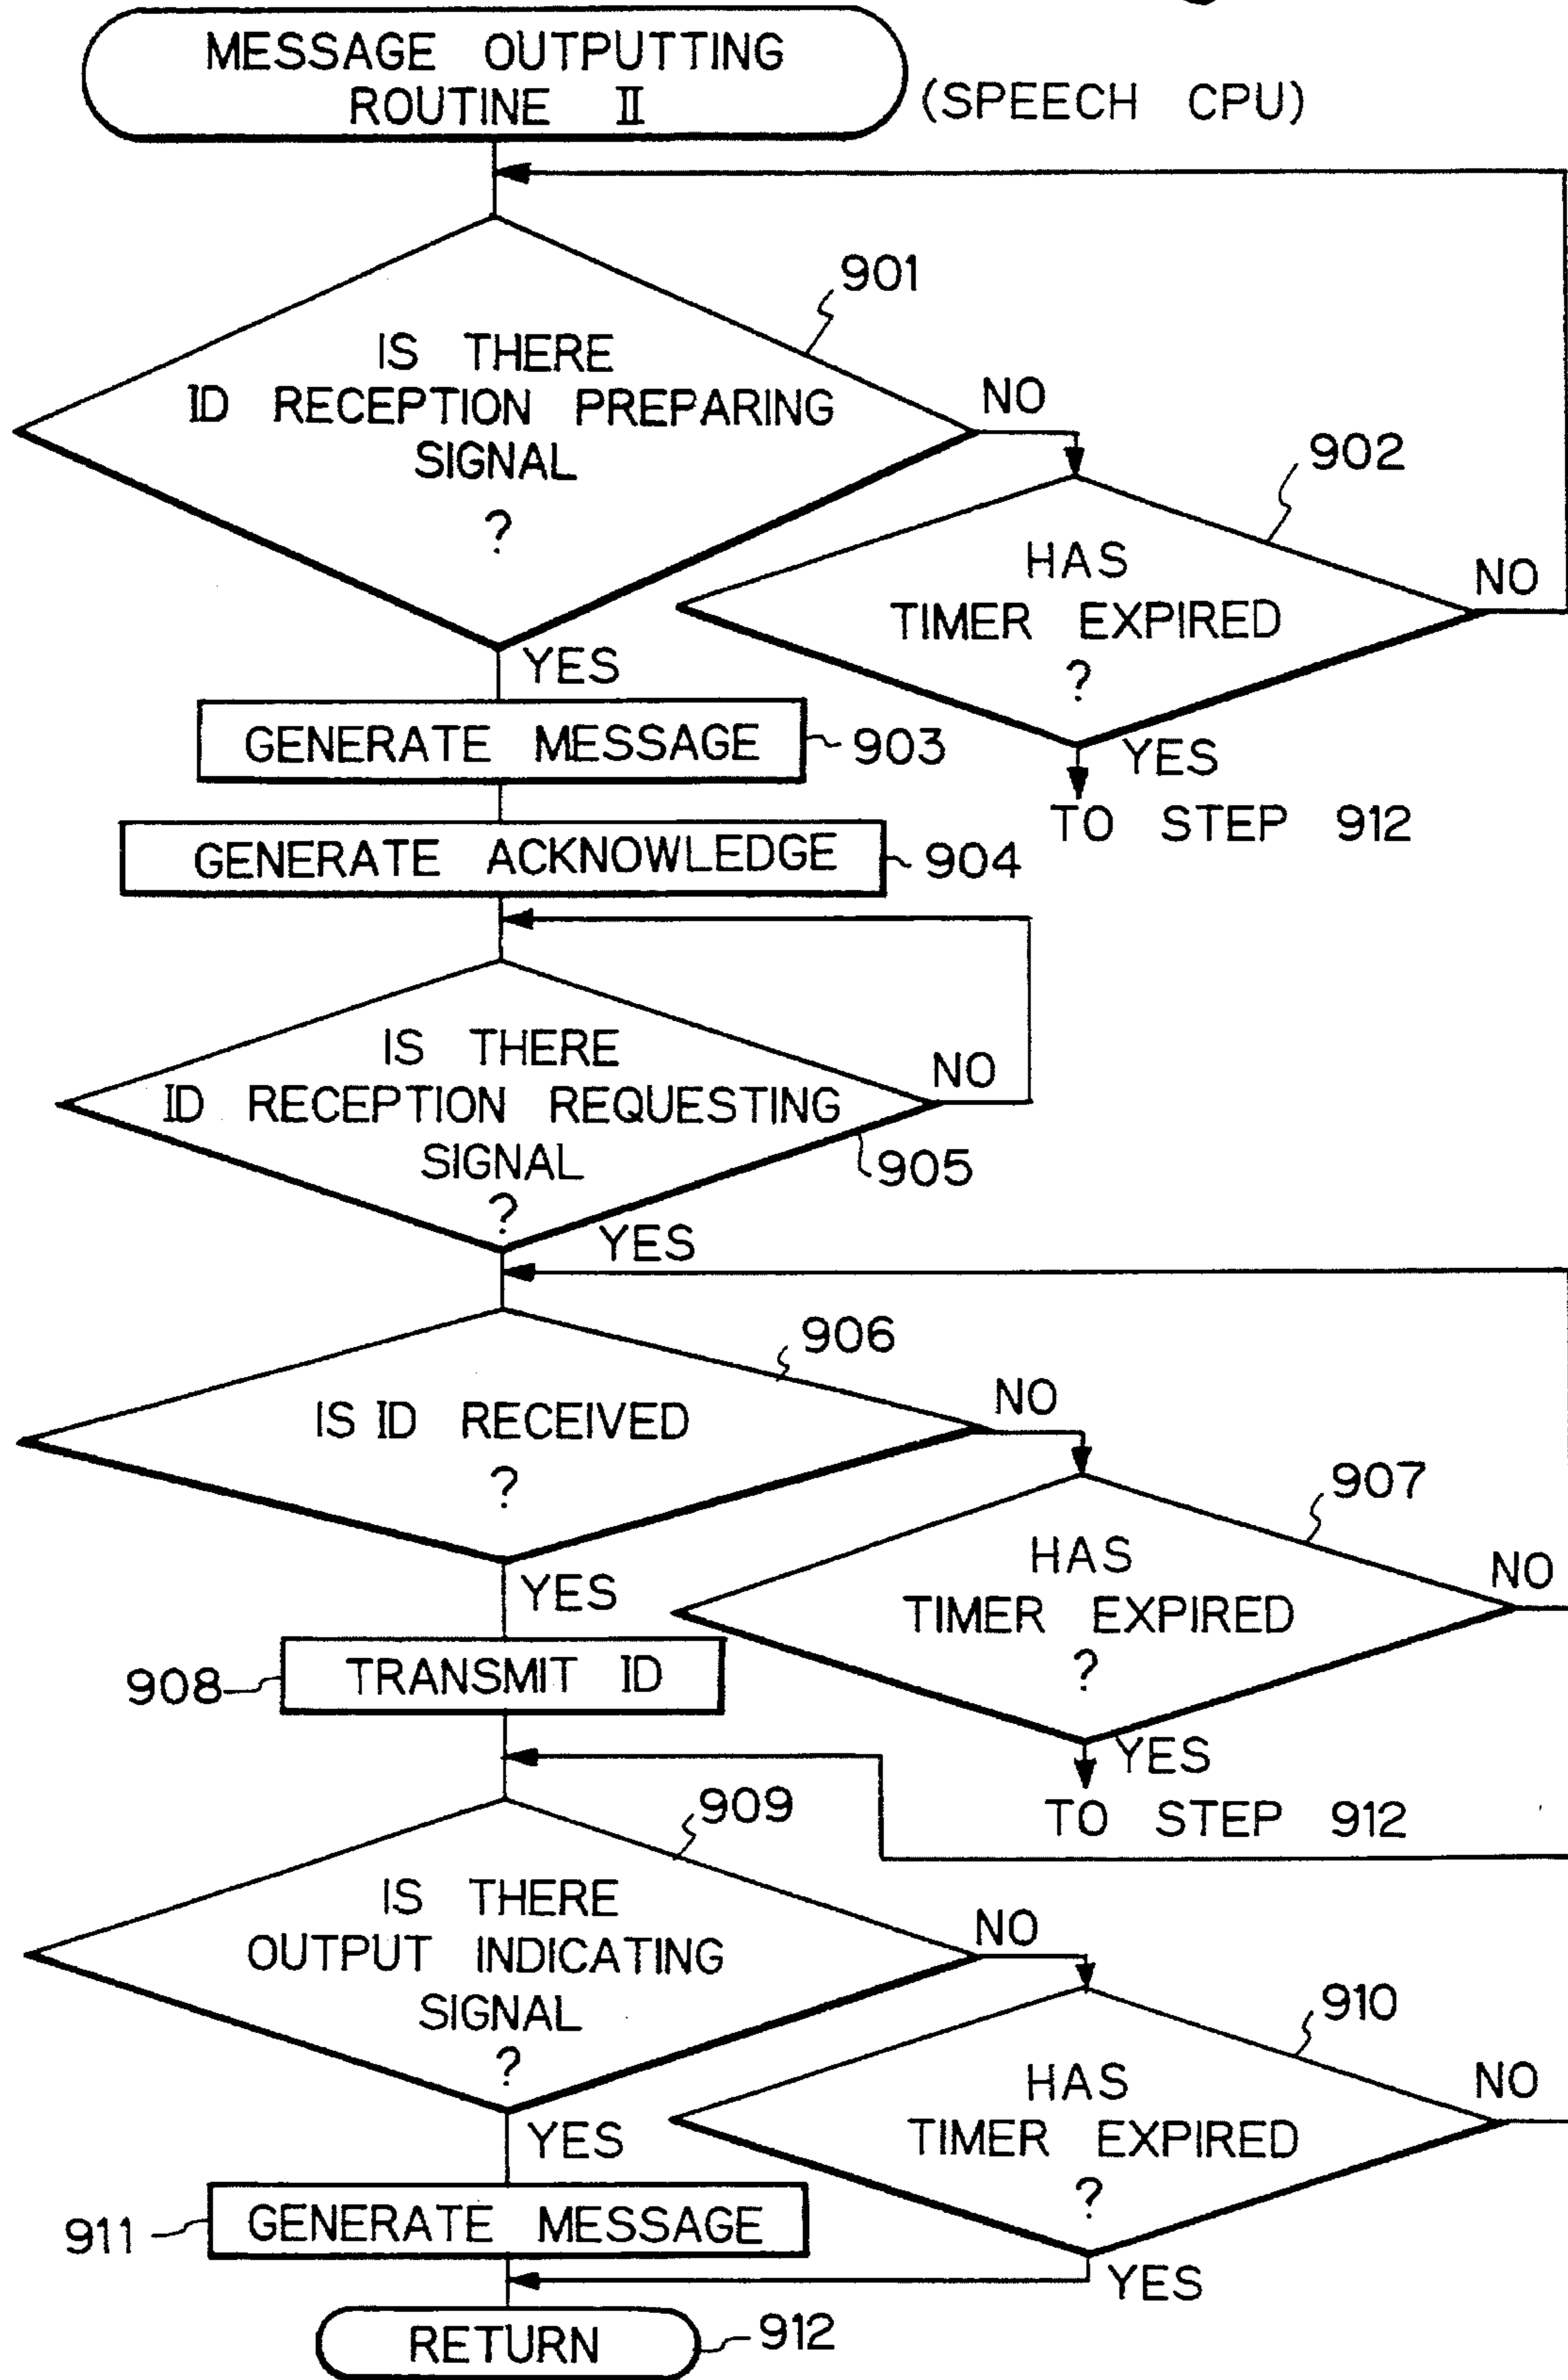 MESSAGE OUTPUTTING
ROUTINE II
(SPEECH CPU)
901
IS THERE
ID RECEPTION PREPARING
SIGNAL
?
NO
902
HAS
TIMER EXPIRED
?
NO
YES
TO STEP 912
YES
GENERATE MESSAGE
903
GENERATE ACKNOWLEDGE
904
IS THERE
ID RECEPTION REQUESTING
SIGNAL
?
NO
905
YES
906
IS ID RECEIVED
?
NO
907
HAS
TIMER EXPIRED
?
NO
YES
TO STEP 912
YES
908
TRANSMIT ID
909
IS THERE
OUTPUT INDICATING
SIGNAL
?
NO
910
HAS
TIMER EXPIRED
?
NO
YES
YES
911
GENERATE MESSAGE
RETURN
912